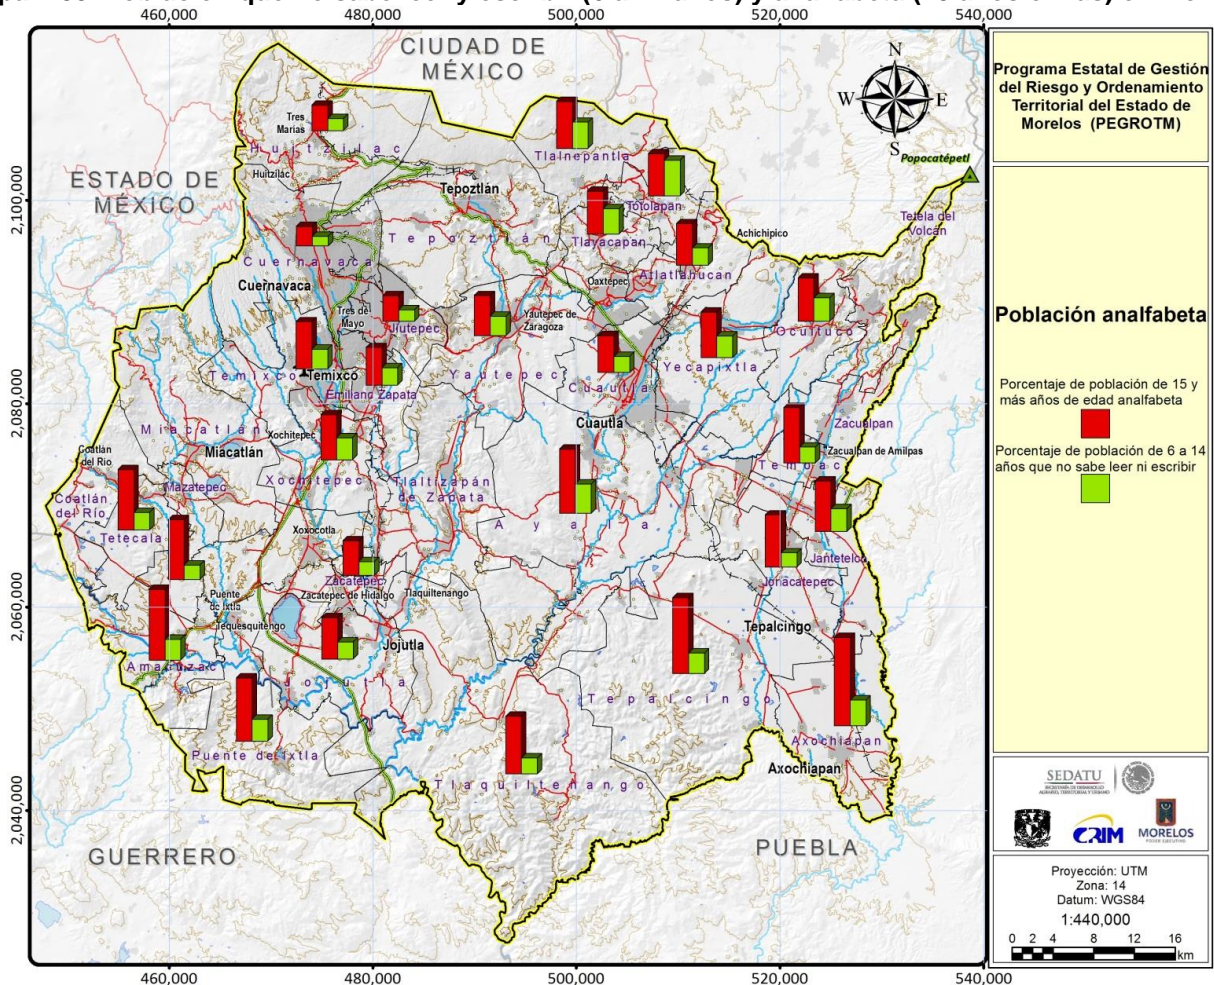 460,000 480,000 500,000 520,000 540,000
CIUDAD DE
MÉXICO
N
W E
S
Popocatépetl
Tres
Marias
Huitzilac
Huitzilác
Tlalnepantla
ESTADO DE
MÉXICO
2,100,000
Tepoztlán
Totolapan
Tetela del
Volcán
Tepoztlán
Tlayacapan
Achichipico
Cuernavaca
Atlatlahucan
Cuernavaca
Oaxtepec
Tres de
Mayo
Jiutepec
Yautepec de
Zaragoza
Ocuituco
Temixco
Temixco
Yautepec
Yecapixtla
Cuautla
Emiliano Zapata
2,080,000
Miacatlán
Xochitepec
Cuautla
Zacualpan
Coatlán
del Río
Miacatlán
Zacualpan de Amilpas
Temoac
Mazatepec
Xochitepec
Tlaltizapán
de Zapata
Coatlán
del Río
Ayala
Tetecala
Xoxocotla
Jantetelco
Zacatepec
Jonacatepec
Puente
de Ixtla
Zacatepec de Hidalgo
Tlaquiltenango
2,060,000
Tequesquitengo
Tepalcingo
Jojutla
Amacuzac
Jojutla
Tepalcingo
Puente de Ixtla
Axochiapan
Axochiapan
Tlaquiltenango
2,040,000
GUERRERO
PUEBLA
460,000 480,000 500,000 520,000 540,000
Programa Estatal de Gestión
del Riesgo y Ordenamiento
Territorial del Estado de
Morelos (PEGROTM)
Población analfabeta
Porcentaje de población de 15 y
más años de edad analfabeta
Porcentaje de población de 6 a 14
años que no sabe leer ni escribir
SEDATU
CRIM
MORELOS
PODER EJECUTIVO
Proyección: UTM
Zona: 14
Datum: WGS84
1:440,000
0 2 4 8 12 16
km